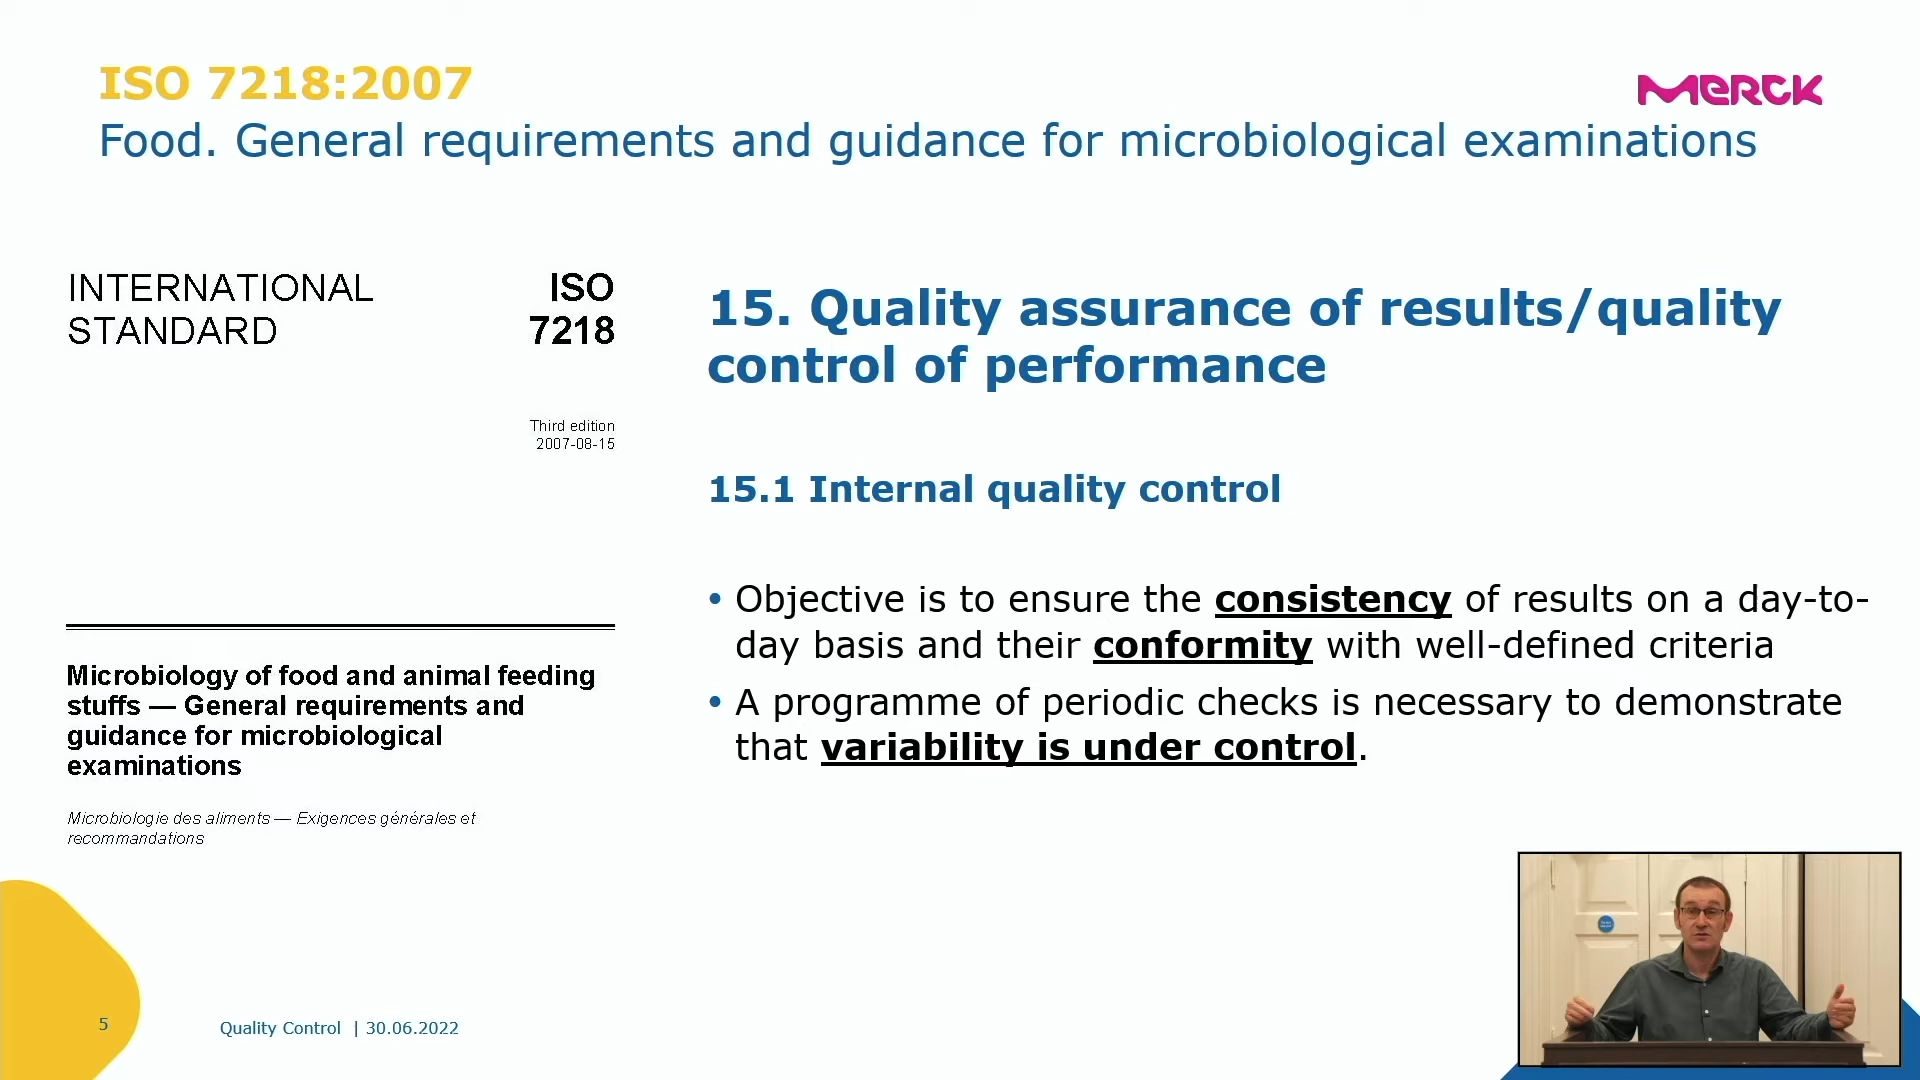 ISO 7218:2007
MERCK
Food. General requirements and guidance for microbiological examinations
INTERNATIONAL
STANDARD
ISO
7218
Third edition
2007-08-15
Microbiology of food and animal feeding
stuffs — General requirements and
guidance for microbiological
examinations
Microbiologie des aliments — Exigences générales et
recommandations
15. Quality assurance of results/quality
control of performance
15.1 Internal quality control
• Objective is to ensure the consistency of results on a day-to-
day basis and their conformity with well-defined criteria
• A programme of periodic checks is necessary to demonstrate
that variability is under control.
5
Quality Control | 30.06.2022